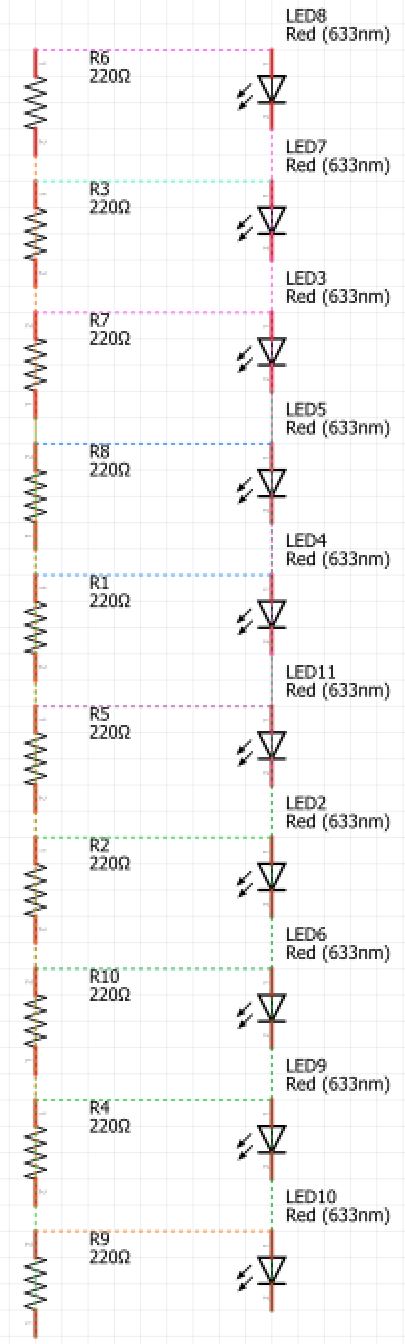 R9
220Ω
R4
220Ω
R10
220Ω
R2
220Ω
R5
220Ω
R1
220Ω
R8
220Ω
R7
220Ω
R3
220Ω
R6
220Ω
LED10
Red (633nm)
LED9
Red (633nm)
LED6
Red (633nm)
LED2
Red (633nm)
LED11
Red (633nm)
LED4
Red (633nm)
LED5
Red (633nm)
LED3
Red (633nm)
LED7
Red (633nm)
LED8
Red (633nm)